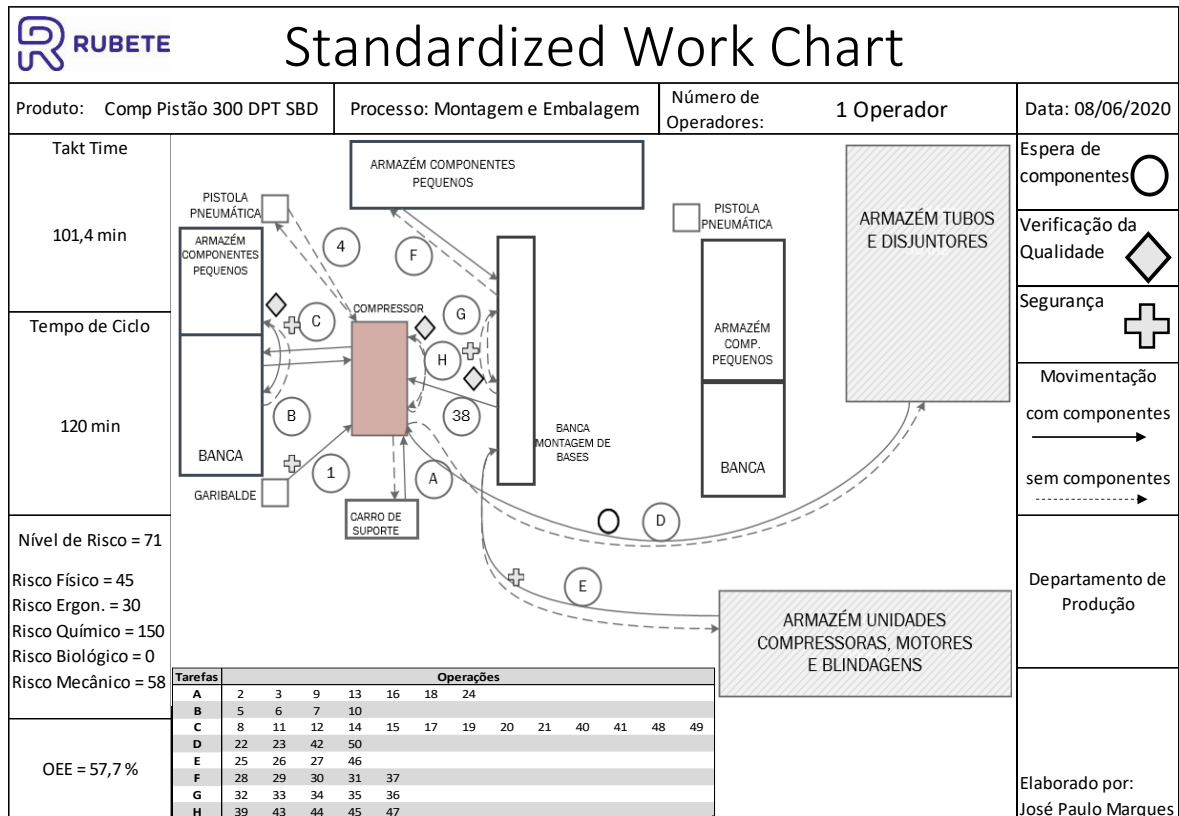 RUBETE
Standardized Work Chart
Produto: Comp Pistão 300 DPT SBD
Processo: Montagem e Embalagem
Número de
Operadores:
1 Operador
Data: 08/06/2020
Takt Time
101,4 min
Tempo de Ciclo
120 min
Nível de Risco = 71
Risco Físico = 45
Risco Ergon. = 30
Risco Químico = 150
Risco Biológico = 0
Risco Mecânico = 58
OEE = 57,7 %
ARMAZÉM COMPONENTES
PEQUENOS
PISTOLA
PNEUMÁTICA
ARMAZÉM
COMPONENTES
PEQUENOS
4
F
C
COMPRESSOR
G
H
B
38
BANCA
1
A
GARIBALDE
CARRO DE
SUPORTE
BANCA
MONTAGEM DE
BASES
PISTOLA
PNEUMÁTICA
ARMAZÉM
COMP.
PEQUENOS
BANCA
ARMAZÉM TUBOS
E DISJUNTORES
D
E
ARMAZÉM UNIDADES
COMPRESSORAS, MOTORES
E BLINDAGENS
Tarefas Operações
A 2 3 9 13 16 18 24
B 5 6 7 10
C 8 11 12 14 15 17 19 20 21 40 41 48 49
D 22 23 42 50
E 25 26 27 46
F 28 29 30 31 37
G 32 33 34 35 36
H 39 43 44 45 47
Espera de
componentes
Verificação da
Qualidade
Segurança
Movimentação
com componentes
sem componentes
Departamento de
Produção
Elaborado por:
José Paulo Marques